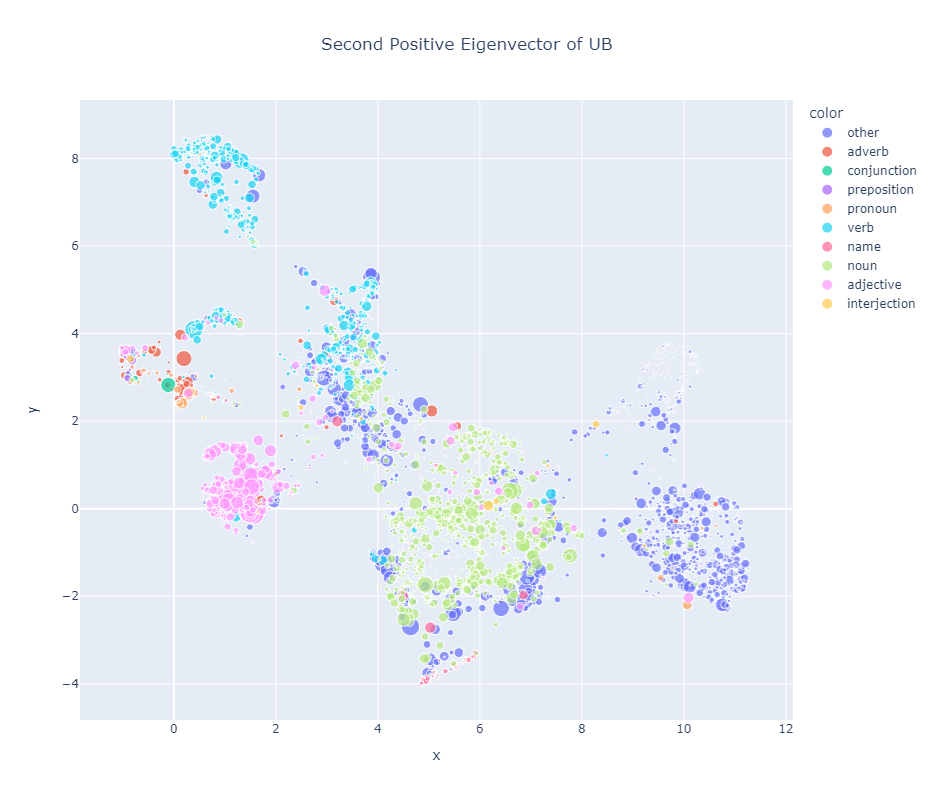 Second Positive Eigenvector of UB
color
other
adverb
conjunction
preposition
pronoun
verb
name
noun
adjective
interjection
8
6
4
2
0
−2
−4
y
0 2 4 6 8 10 12
x